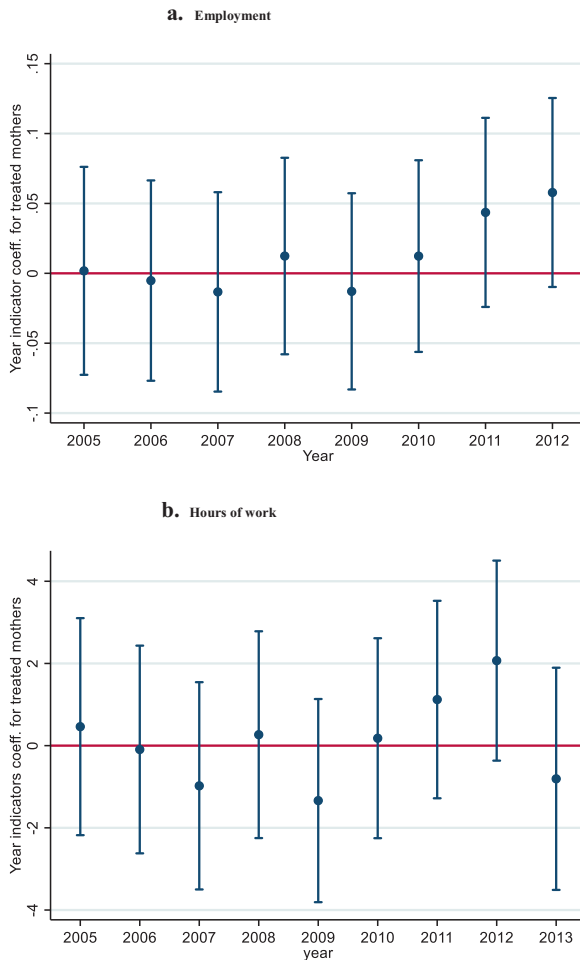 a. Employment
Year indicator coeff. for treated mothers
.15
.1
.05
0
-.05
-.1
2005 2006 2007 2008 2009 2010 2011 2012
Year
b. Hours of work
Year indicators coeff. for treated mothers
4
2
0
-2
-4
2005 2006 2007 2008 2009 2010 2011 2012 2013
year